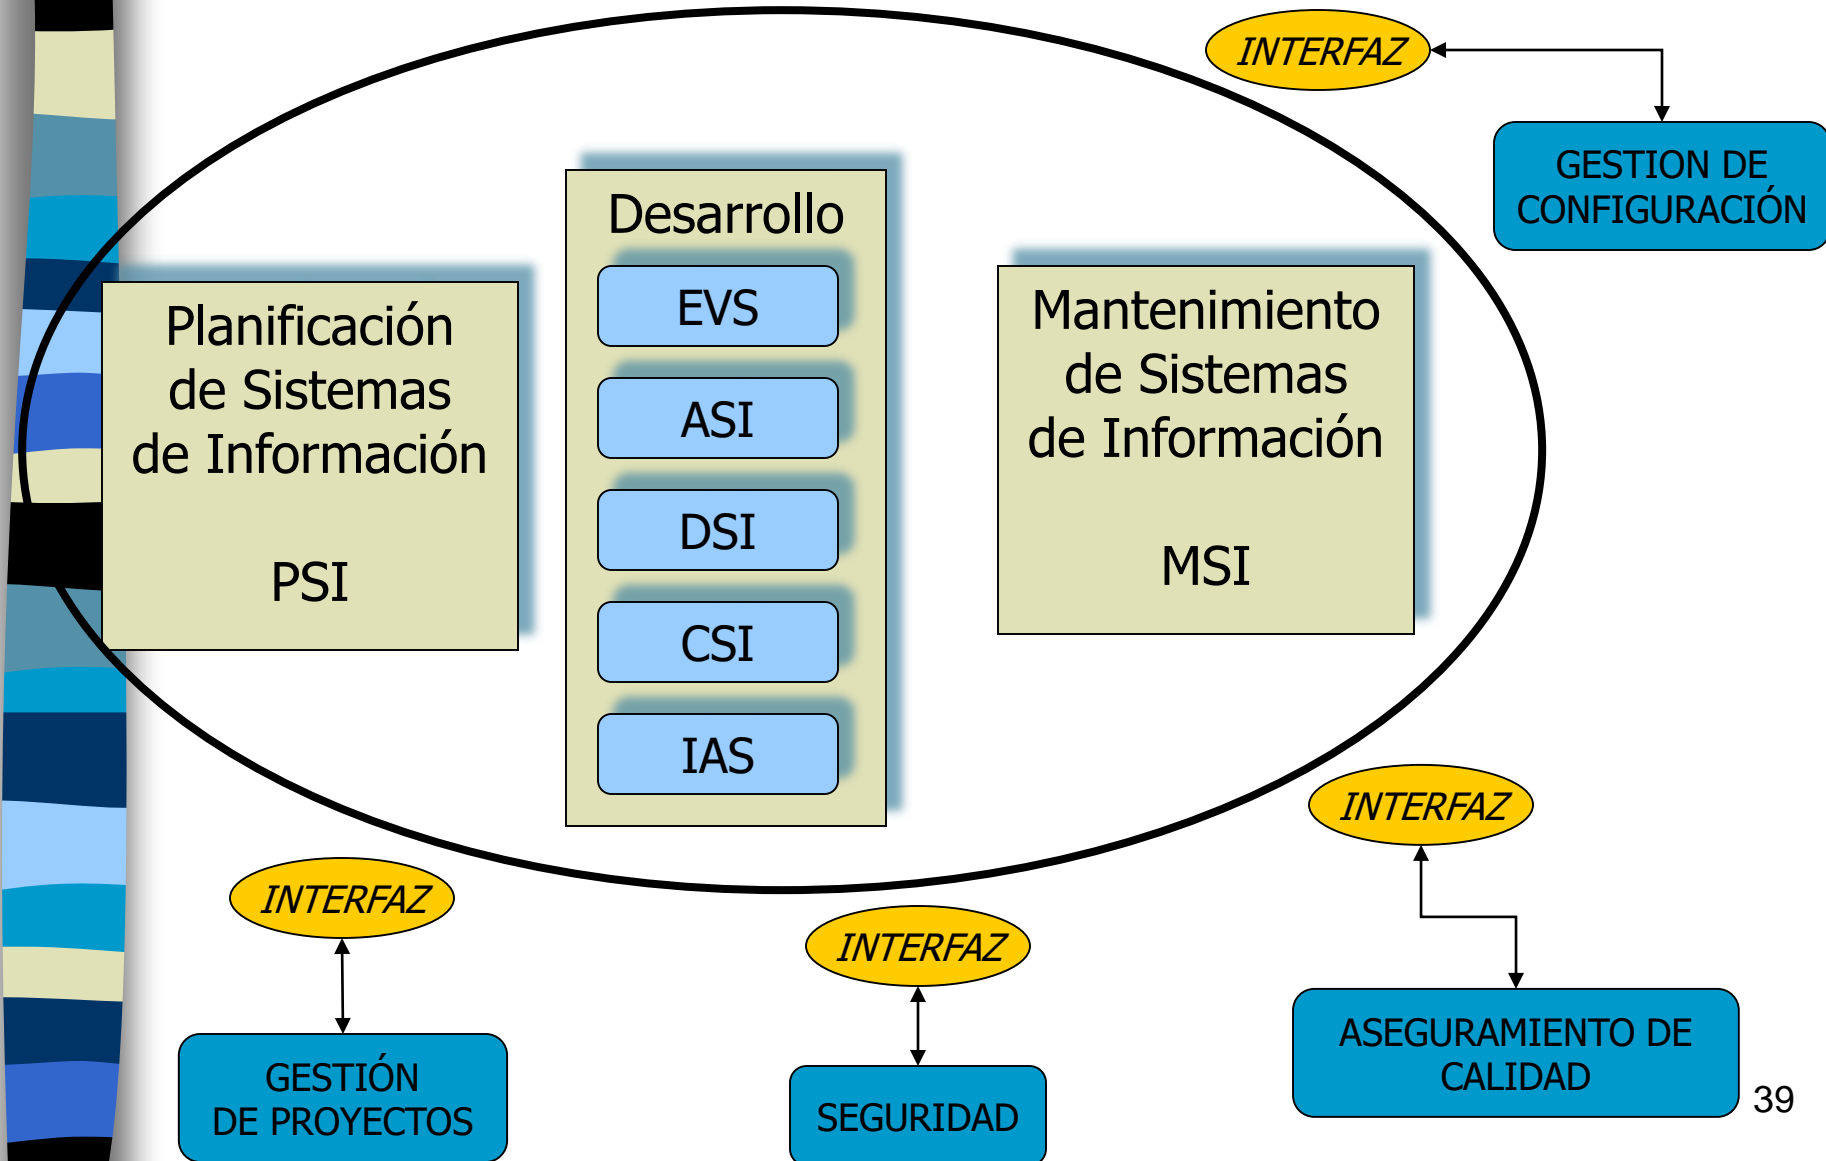 INTERFAZ
GESTION DE
CONFIGURACIÓN
Planificación
de Sistemas
de Información
PSI
Desarrollo
EVS
ASI
DSI
CSI
IAS
Mantenimiento
de Sistemas
de Información
MSI
INTERFAZ
GESTIÓN
DE PROYECTOS
INTERFAZ
SEGURIDAD
INTERFAZ
ASEGURAMIENTO DE
CALIDAD
39